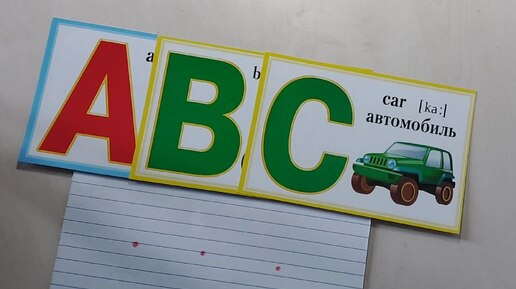 ABC
car [ka:]
автомобиль